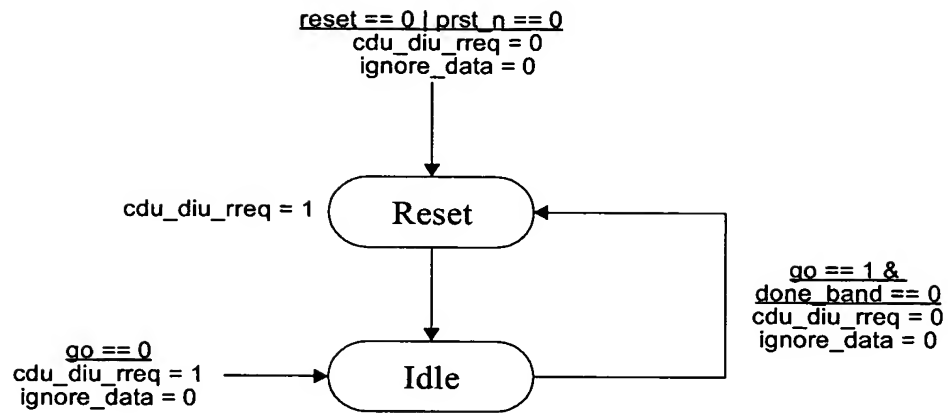 reset == 0 | prst_n == 0
cdu_diu_rreq = 0
ignore_data = 0
cdu_diu_rreq = 1
Reset
go == 1 &
done_band == 0
cdu_diu_rreq = 0
ignore_data = 0
go == 0
cdu_diu_rreq = 1
ignore_data = 0
Idle